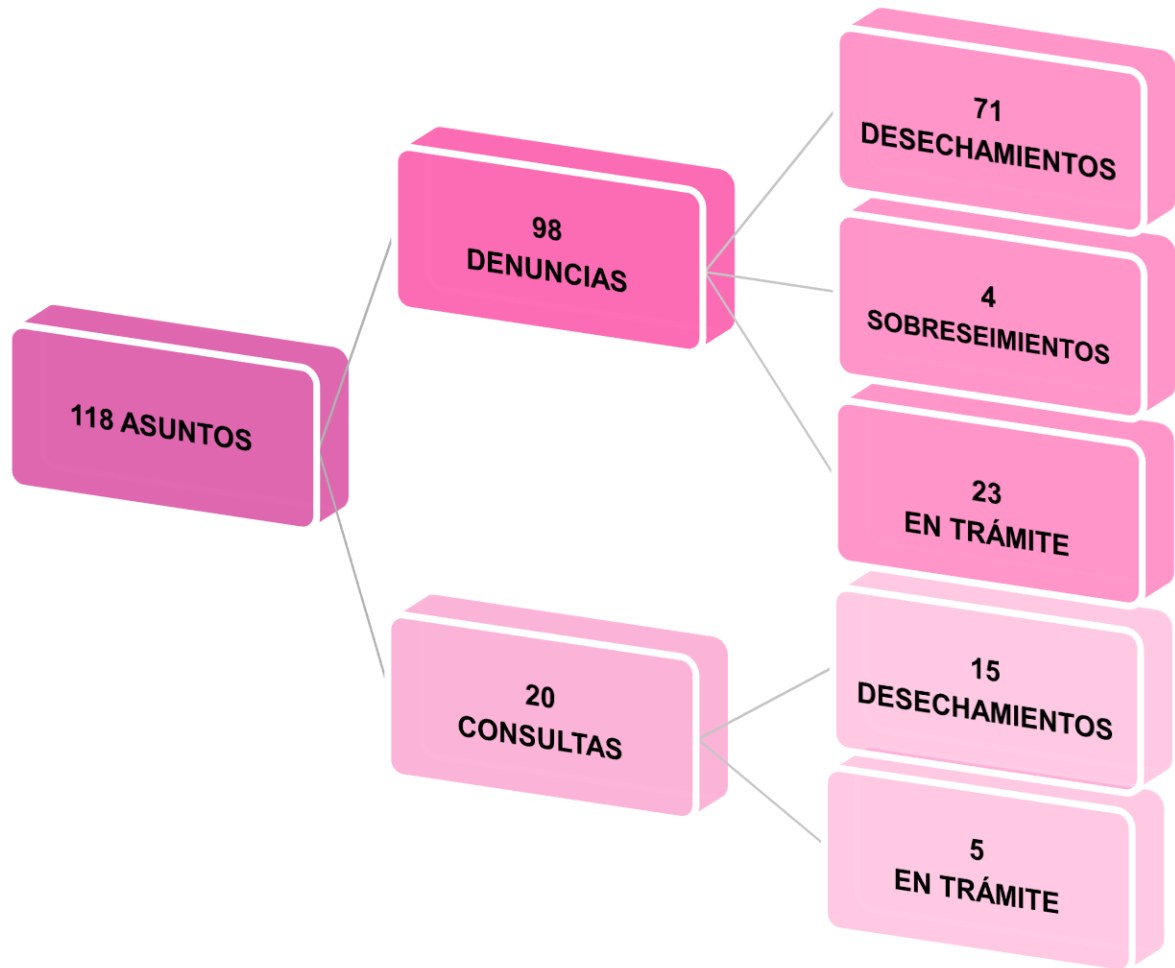 118 ASUNTOS
98
DENUNCIAS
71
DESECHAMIENTOS
4
SOBRESEIMIENTOS
23
EN TRÁMITE
20
CONSULTAS
15
DESECHAMIENTOS
5
EN TRÁMITE